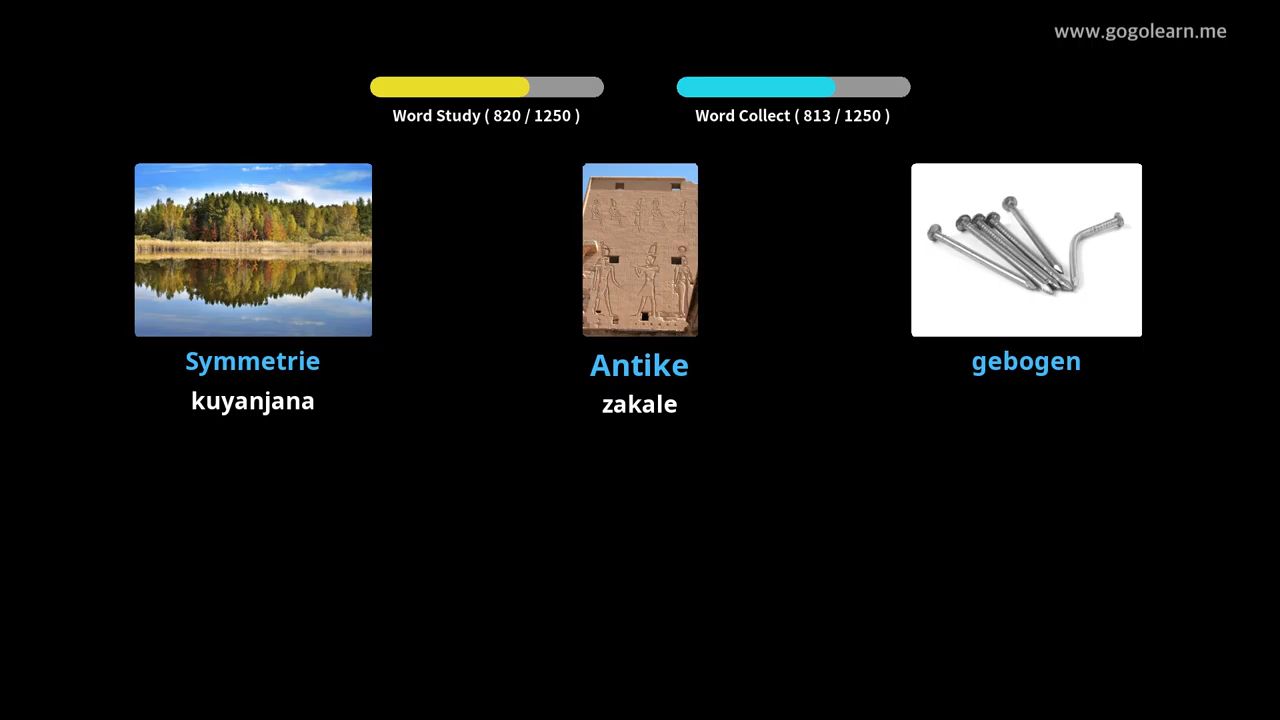 www.gogolearn.me
Word Study ( 820 / 1250 )
Word Collect ( 813 / 1250 )
Symmetrie
Antike
gebogen
kuyanjana
zakale